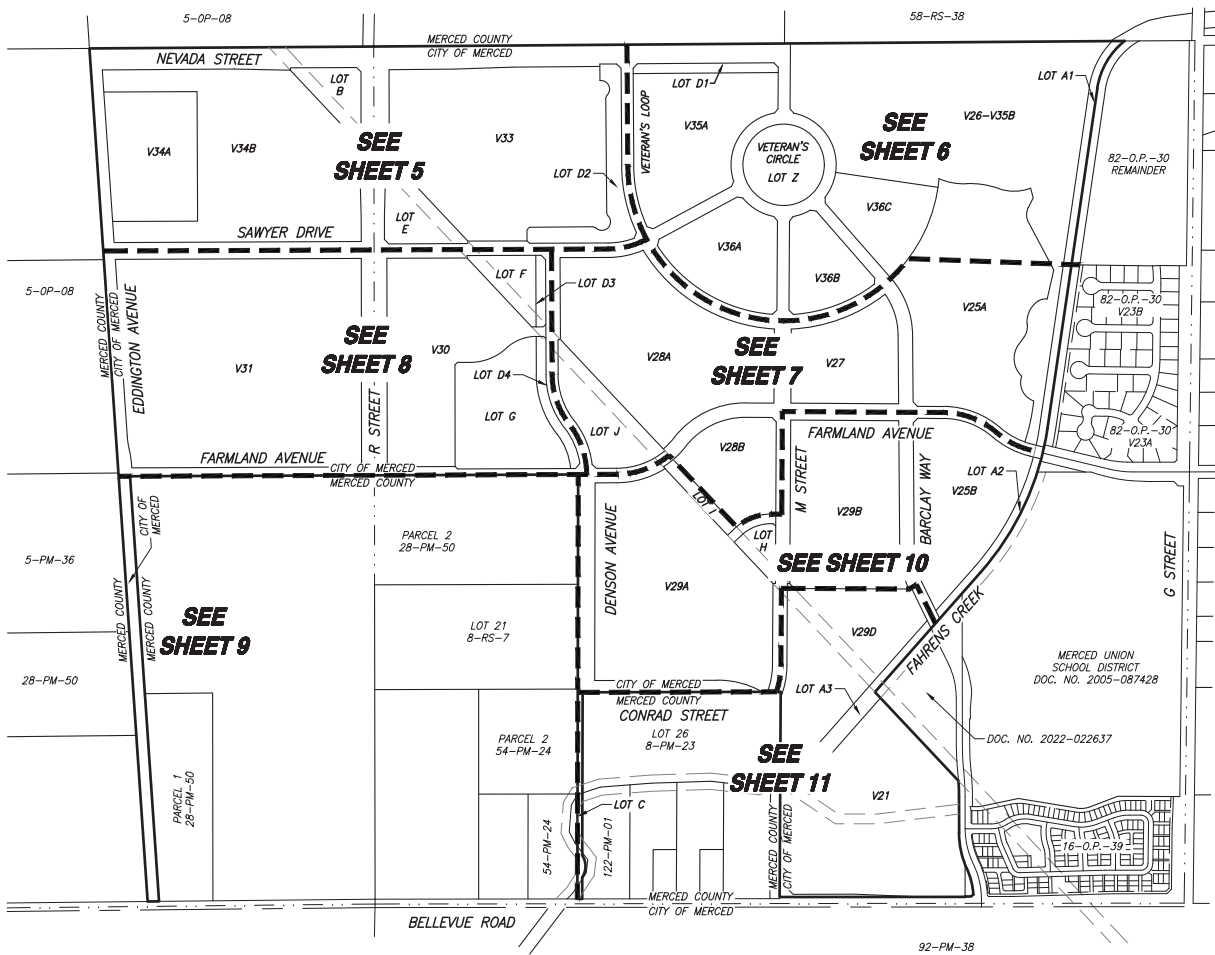 5-OP-08
58-RS-38
MERCED COUNTY
CITY OF MERCED
NEVADA STREET
LOT
B
LOT D1
LOT A1
V34A
V34B
SEE
SHEET 5
V33
VETERAN'S LOOP
V35A
VETERAN'S
CIRCLE
LOT Z
SEE
SHEET 6
V26-V35B
82-O.P.-30
REMAINDER
LOT D2
LOT
E
V36C
SAWYER DRIVE
V36A
V36B
5-OP-08
MERCED COUNTY
CITY OF MERCED
EDDINGTON AVENUE
LOT F
LOT D3
V25A
82-O.P.-30
V23B
SEE
SHEET 8
V31
V30
R STREET
V28A
SEE
SHEET 7
V27
LOT D4
LOT G
LOT J
FARMLAND AVENUE
CITY OF MERCED
MERCED COUNTY
V28B
FARMLAND AVENUE
82-O.P.-30
V23A
LOT I
M STREET
BARCLAY WAY
V25B
LOT A2
CITY OF
MERCED
5-PM-36
PARCEL 2
28-PM-50
V29B
LOT
H
DENSON AVENUE
SEE SHEET 10
G STREET
MERCED COUNTY
MERCED COUNTY
SEE
SHEET 9
V29A
LOT 21
8-RS-7
V29D
FAHRENS CREEK
28-PM-50
MERCED UNION
SCHOOL DISTRICT
DOC. NO. 2005-087428
CITY OF MERCED
MERCED COUNTY
LOT A3
CONRAD STREET
LOT 26
8-PM-23
PARCEL 2
54-PM-24
DOC. NO. 2022-022637
SEE
SHEET 11
PARCEL 1
28-PM-50
V21
LOT C
54-PM-24
122-PM-01
MERCED COUNTY
CITY OF MERCED
16-O.P.-39
MERCED COUNTY
CITY OF MERCED
BELLEVUE ROAD
92-PM-38